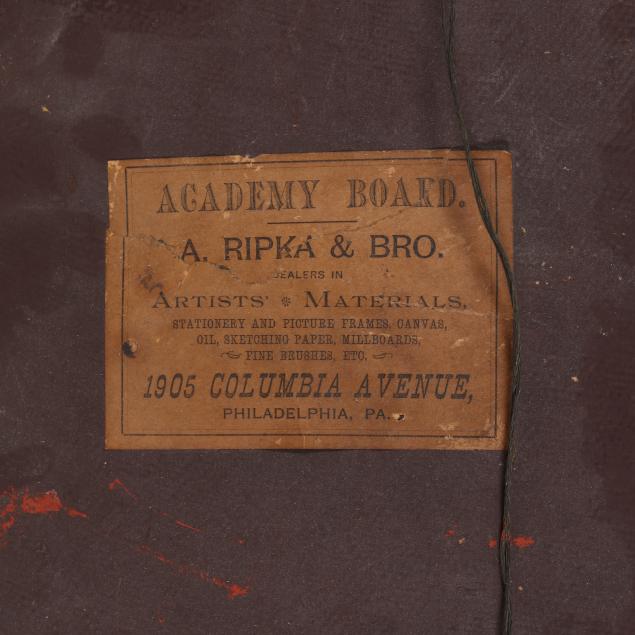 ACADEMY BOARD.
A. RIPKA & BRO.
DEALERS IN
ARTISTS' ❉ MATERIALS,
STATIONERY AND PICTURE FRAMES, CANVAS,
OIL, SKETCHING PAPER, MILLBOARDS,
FINE BRUSHES, ETC.
1905 COLUMBIA AVENUE,
PHILADELPHIA, PA.